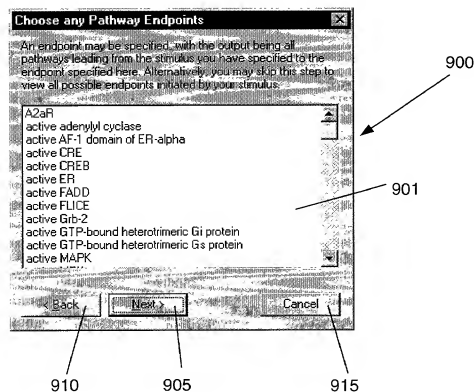 Choose any Pathway Endpoints
An endpoint may be specified, with the output being all
pathways leading from the stimulus you have specified to the
endpoint specified here. Alternatively, you may skip this step to
view all possible endpoints initiated by your stimulus.
900
A2aR
active adenylyl cyclase
active AF-1 domain of ER-alpha
active CRE
active CREB
active ER
901
active FADD
active FLICE
active Grb-2
active GTP-bound heterotrimeric Gi protein
active GTP-bound heterotrimeric Gs protein
active MAPK
< Back
Next >
Cancel
910
905
915